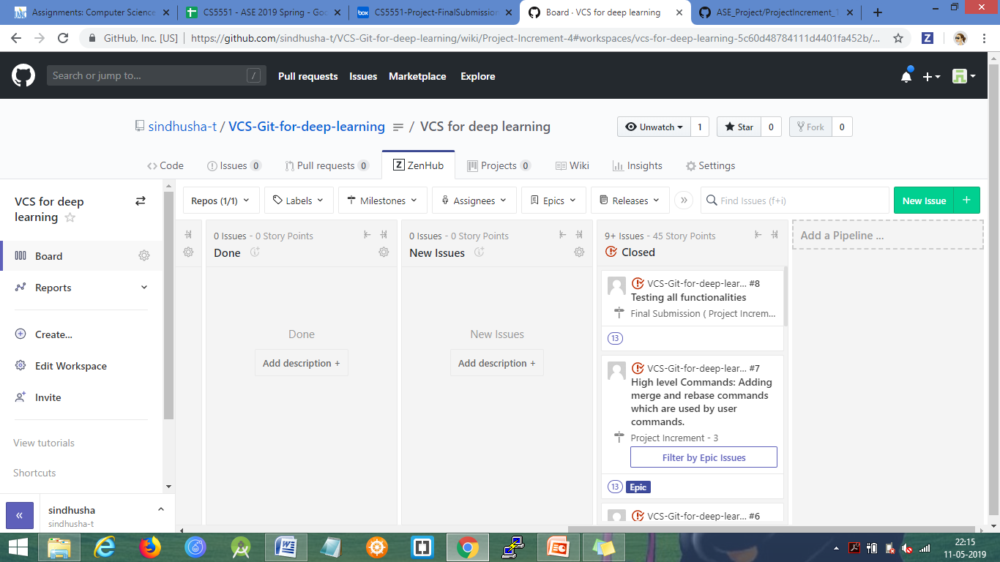 Assignments: Computer Science
CS5551 - ASE 2019 Spring - Goo
CS5551-Project-FinalSubmission
Board · VCS for deep learning
ASE_Project/ProjectIncrement_1
GitHub, Inc. [US] | https://github.com/sindhusha-t/VCS-Git-for-deep-learning/wiki/Project-Increment-4#workspaces/vcs-for-deep-learning-5c60d48784111d4401fa452b/...
Search or jump to... /
Pull requests Issues Marketplace Explore
sindhusha-t / VCS-Git-for-deep-learning / VCS for deep learning
Unwatch 1 Star 0 Fork 0
Code Issues 0 Pull requests 0 ZenHub Projects 0 Wiki Insights Settings
VCS for deep
learning
Board
Reports
Create...
Edit Workspace
Invite
View tutorials
Shortcuts
«
sindhusha
sindhusha-t
Repos (1/1) Labels Milestones Assignees Epics Releases » Find Issues (f+i) New Issue +
0 Issues - 0 Story Points
Done
Done
Add description +
0 Issues - 0 Story Points
New Issues
New Issues
Add description +
9+ Issues - 45 Story Points
Closed
VCS-Git-for-deep-lear... #8
Testing all functionalities
Final Submission ( Project Increm...
13
VCS-Git-for-deep-lear... #7
High level Commands: Adding
merge and rebase commands
which are used by user
commands.
Project Increment - 3
Filter by Epic Issues
13 Epic
VCS-Git-for-deep-lear... #6
Add a Pipeline ...
22:15
11-05-2019